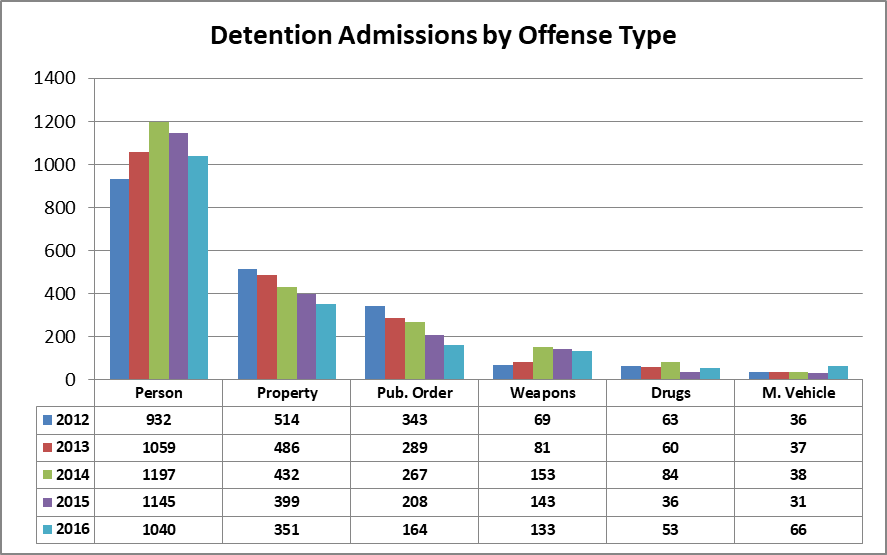 Detention Admissions by Offense Type
1400
1200
1000
800
600
400
200
0
Person Property Pub. Order Weapons Drugs M. Vehicle
2012 932 514 343 69 63 36
2013 1059 486 289 81 60 37
2014 1197 432 267 153 84 38
2015 1145 399 208 143 36 31
2016 1040 351 164 133 53 66